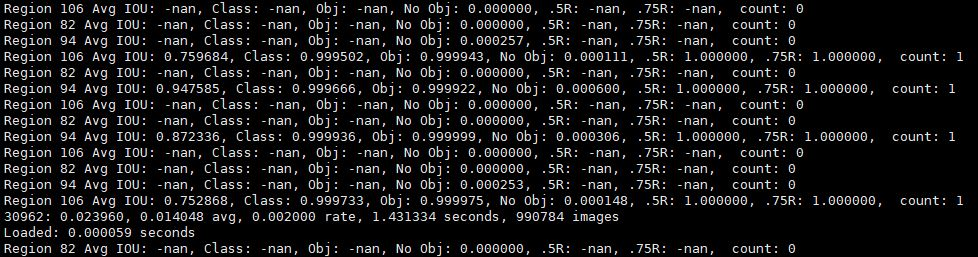 Region 106 Avg IOU: -nan, Class: -nan, Obj: -nan, No Obj: 0.000000, .5R: -nan, .75R: -nan,  count: 0
Region 82 Avg IOU: -nan, Class: -nan, Obj: -nan, No Obj: 0.000000, .5R: -nan, .75R: -nan,  count: 0
Region 94 Avg IOU: -nan, Class: -nan, Obj: -nan, No Obj: 0.000257, .5R: -nan, .75R: -nan,  count: 0
Region 106 Avg IOU: 0.759684, Class: 0.999502, Obj: 0.999943, No Obj: 0.000111, .5R: 1.000000, .75R: 1.000000,  count: 1
Region 82 Avg IOU: -nan, Class: -nan, Obj: -nan, No Obj: 0.000000, .5R: -nan, .75R: -nan,  count: 0
Region 94 Avg IOU: 0.947585, Class: 0.999666, Obj: 0.999922, No Obj: 0.000600, .5R: 1.000000, .75R: 1.000000,  count: 1
Region 106 Avg IOU: -nan, Class: -nan, Obj: -nan, No Obj: 0.000000, .5R: -nan, .75R: -nan,  count: 0
Region 82 Avg IOU: -nan, Class: -nan, Obj: -nan, No Obj: 0.000000, .5R: -nan, .75R: -nan,  count: 0
Region 94 Avg IOU: 0.872336, Class: 0.999936, Obj: 0.999999, No Obj: 0.000306, .5R: 1.000000, .75R: 1.000000,  count: 1
Region 106 Avg IOU: -nan, Class: -nan, Obj: -nan, No Obj: 0.000000, .5R: -nan, .75R: -nan,  count: 0
Region 82 Avg IOU: -nan, Class: -nan, Obj: -nan, No Obj: 0.000000, .5R: -nan, .75R: -nan,  count: 0
Region 94 Avg IOU: -nan, Class: -nan, Obj: -nan, No Obj: 0.000253, .5R: -nan, .75R: -nan,  count: 0
Region 106 Avg IOU: 0.752868, Class: 0.999733, Obj: 0.999975, No Obj: 0.000148, .5R: 1.000000, .75R: 1.000000,  count: 1
30962: 0.023960, 0.014048 avg, 0.002000 rate, 1.431334 seconds, 990784 images
Loaded: 0.000059 seconds
Region 82 Avg IOU: -nan, Class: -nan, Obj: -nan, No Obj: 0.000000, .5R: -nan, .75R: -nan,  count: 0